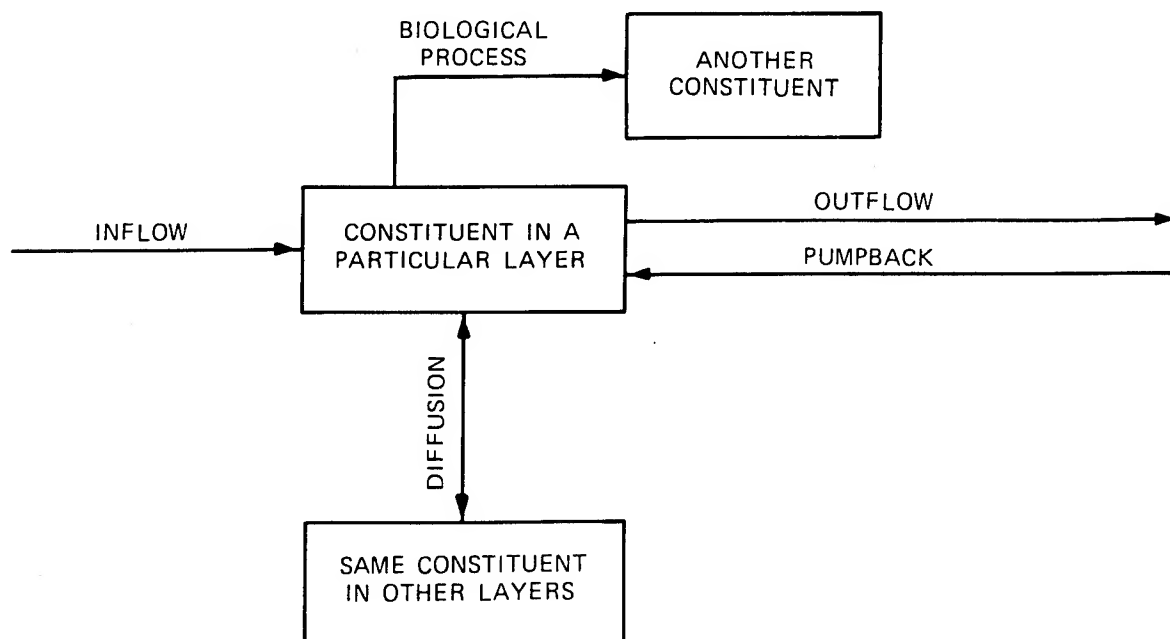 BIOLOGICAL
PROCESS
ANOTHER
CONSTITUENT
INFLOW
CONSTITUENT IN A
PARTICULAR LAYER
OUTFLOW
PUMPBACK
DIFFUSION
SAME CONSTITUENT
IN OTHER LAYERS